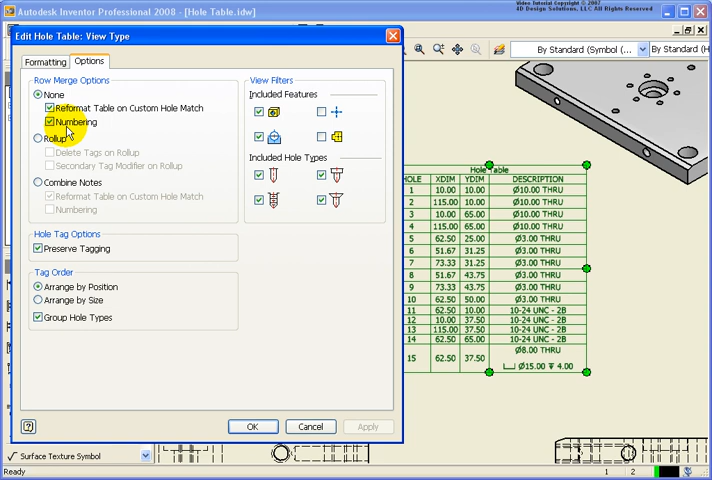 Autodesk Inventor Professional 2008 - [Hole Table.idw]
Video Tutorial Copyright © 2007
4D Design Solutions, LLC All Rights Reserved
Edit Hole Table: View Type
By Standard (Symbol (...
By Standard (H
Formatting
Options
Row Merge Options
None
Reformat Table on Custom Hole Match
Numbering
Rollup
Delete Tags on Rollup
Secondary Tag Modifier on Rollup
Combine Notes
Reformat Table on Custom Hole Match
Numbering
Hole Tag Options
Preserve Tagging
Tag Order
Arrange by Position
Arrange by Size
Group Hole Types
View Filters
Included Features
Included Hole Types
OK
Cancel
Apply
Hole Table
HOLE XDIM YDIM DESCRIPTION
1 10.00 10.00 Ø10.00 THRU
2 115.00 10.00 Ø10.00 THRU
3 10.00 65.00 Ø10.00 THRU
4 115.00 65.00 Ø10.00 THRU
5 62.50 25.00 Ø3.00 THRU
6 51.67 31.25 Ø3.00 THRU
7 73.33 31.25 Ø3.00 THRU
8 51.67 43.75 Ø3.00 THRU
9 73.33 43.75 Ø3.00 THRU
10 62.50 50.00 Ø3.00 THRU
11 62.50 10.00 10-24 UNC - 2B
12 10.00 37.50 10-24 UNC - 2B
13 115.00 37.50 10-24 UNC - 2B
14 62.50 65.00 10-24 UNC - 2B
15 62.50 37.50 Ø8.00 THRU
⌴ Ø15.00 ↧ 4.00
Surface Texture Symbol
Ready
1 2